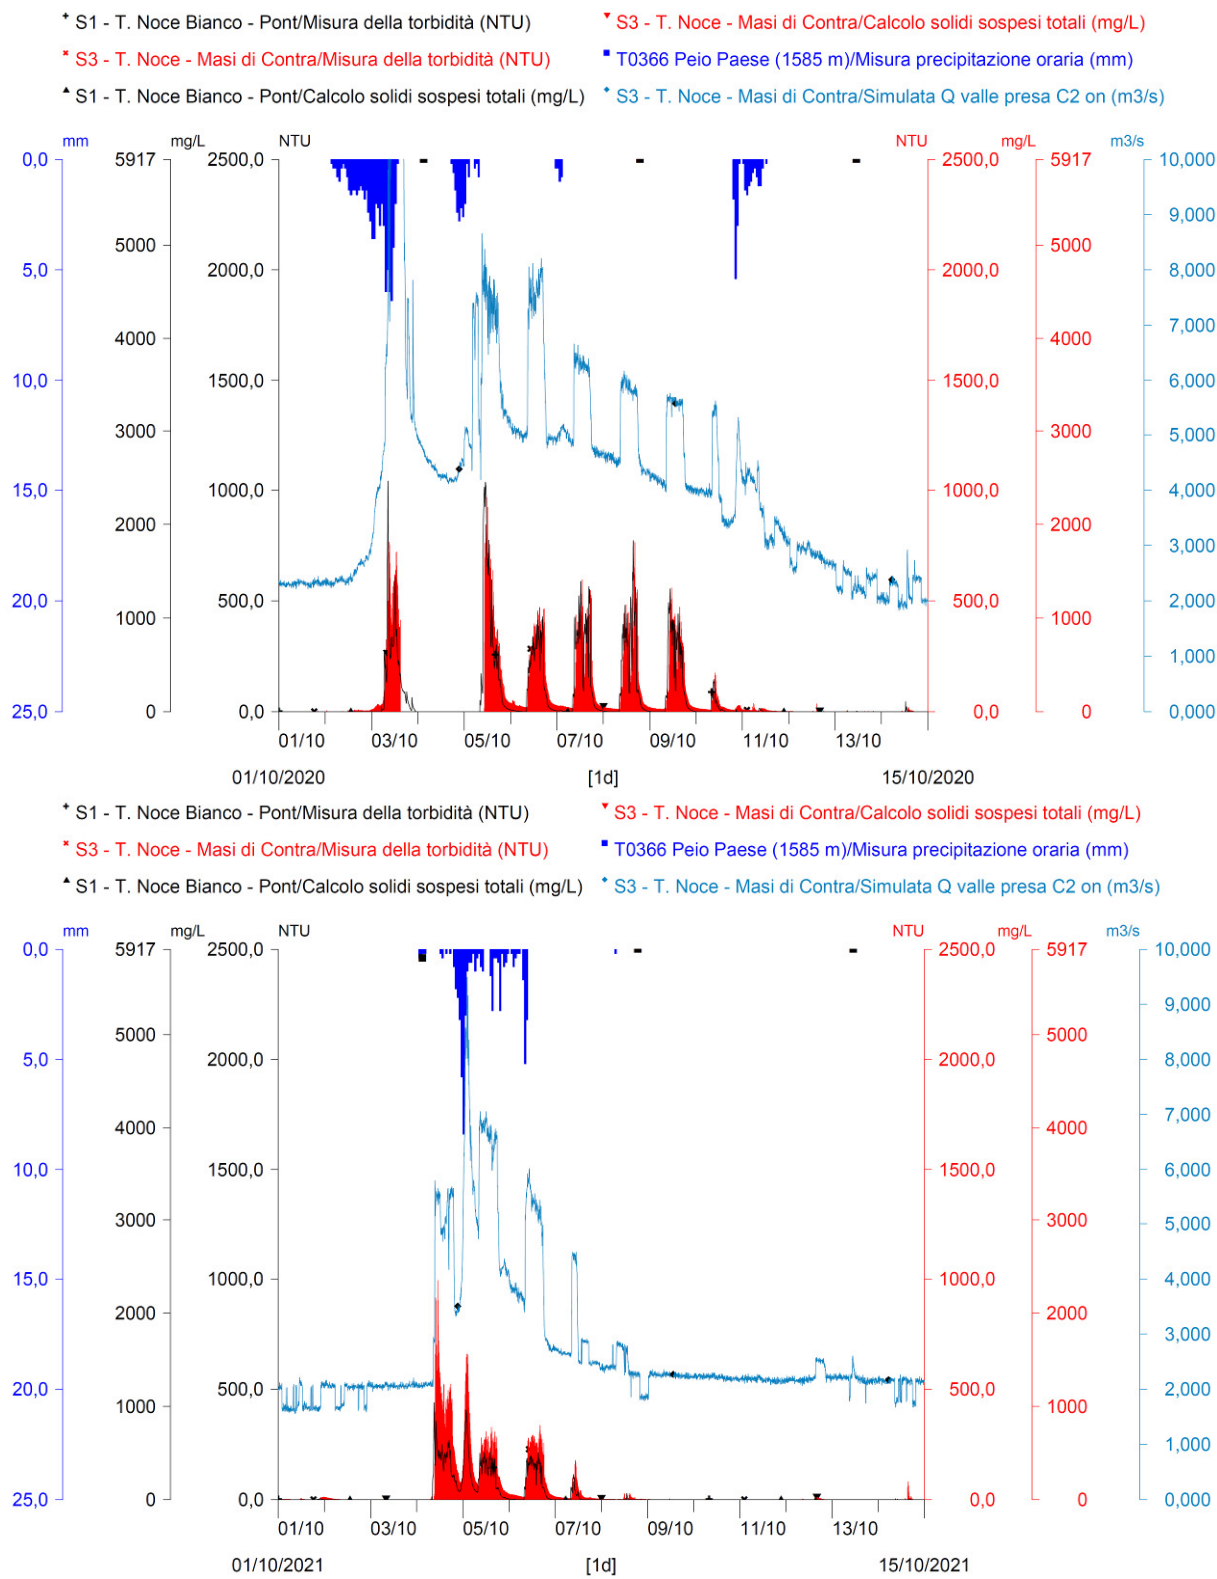 S1 - T. Noce Bianco - Pont/Misura della torbidità (NTU) S3 - T. Noce - Masi di Contra/Calcolo solidi sospesi totali (mg/L)
S3 - T. Noce - Masi di Contra/Misura della torbidità (NTU) T0366 Peio Paese (1585 m)/Misura precipitazione oraria (mm)
S1 - T. Noce Bianco - Pont/Calcolo solidi sospesi totali (mg/L) S3 - T. Noce - Masi di Contra/Simulata Q valle presa C2 on (m3/s)
mm mg/L NTU NTU mg/L m3/s
0,0 5917 2500,0 2500,0 5917 10,000
9,000
5000 5000
5,0 2000,0 2000,0 8,000
4000 4000 7,000
10,0 1500,0 1500,0 6,000
3000 3000 5,000
15,0 1000,0 1000,0 4,000
2000 2000
3,000
20,0 500,0 500,0 2,000
1000 1000
1,000
25,0 0 0,0 0,0 0 0,000
01/10 03/10 05/10 07/10 09/10 11/10 13/10
01/10/2020 [1d] 15/10/2020
S1 - T. Noce Bianco - Pont/Misura della torbidità (NTU) S3 - T. Noce - Masi di Contra/Calcolo solidi sospesi totali (mg/L)
S3 - T. Noce - Masi di Contra/Misura della torbidità (NTU) T0366 Peio Paese (1585 m)/Misura precipitazione oraria (mm)
S1 - T. Noce Bianco - Pont/Calcolo solidi sospesi totali (mg/L) S3 - T. Noce - Masi di Contra/Simulata Q valle presa C2 on (m3/s)
mm mg/L NTU NTU mg/L m3/s
0,0 5917 2500,0 2500,0 5917 10,000
9,000
5000 5000
5,0 2000,0 2000,0 8,000
4000 4000 7,000
10,0 1500,0 1500,0 6,000
3000 3000 5,000
15,0 1000,0 1000,0 4,000
2000 2000
3,000
20,0 500,0 500,0 2,000
1000 1000
1,000
25,0 0 0,0 0,0 0 0,000
01/10 03/10 05/10 07/10 09/10 11/10 13/10
01/10/2021 [1d] 15/10/2021